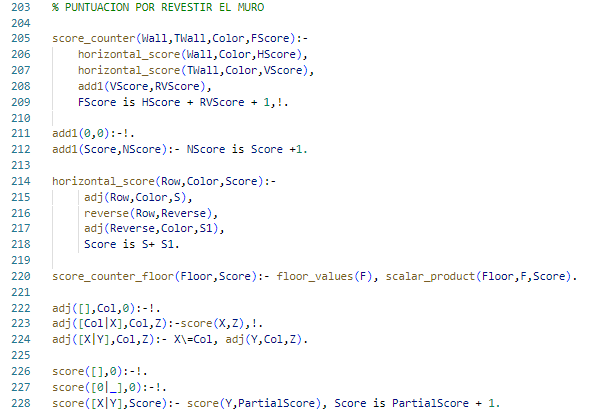 203 % PUNTUACION POR REVESTIR EL MURO
204
205 score_counter(Wall,TWall,Color,FScore):-
206 horizontal_score(Wall,Color,HScore),
207 horizontal_score(TWall,Color,VScore),
208 add1(VScore,RVScore),
209 FScore is HScore + RVScore + 1,!.
210
211 add1(0,0):-!.
212 add1(Score,NScore):- NScore is Score +1.
213
214 horizontal_score(Row,Color,Score):-
215 adj(Row,Color,S),
216 reverse(Row,Reverse),
217 adj(Reverse,Color,S1),
218 Score is S+ S1.
219
220 score_counter_floor(Floor,Score):- floor_values(F), scalar_product(Floor,F,Score).
221
222 adj([],Col,0):-!.
223 adj([Col|X],Col,Z):-score(X,Z),!.
224 adj([X|Y],Col,Z):- X\=Col, adj(Y,Col,Z).
225
226 score([],0):-!.
227 score([0|_],0):-!.
228 score([X|Y],Score):- score(Y,PartialScore), Score is PartialScore + 1.